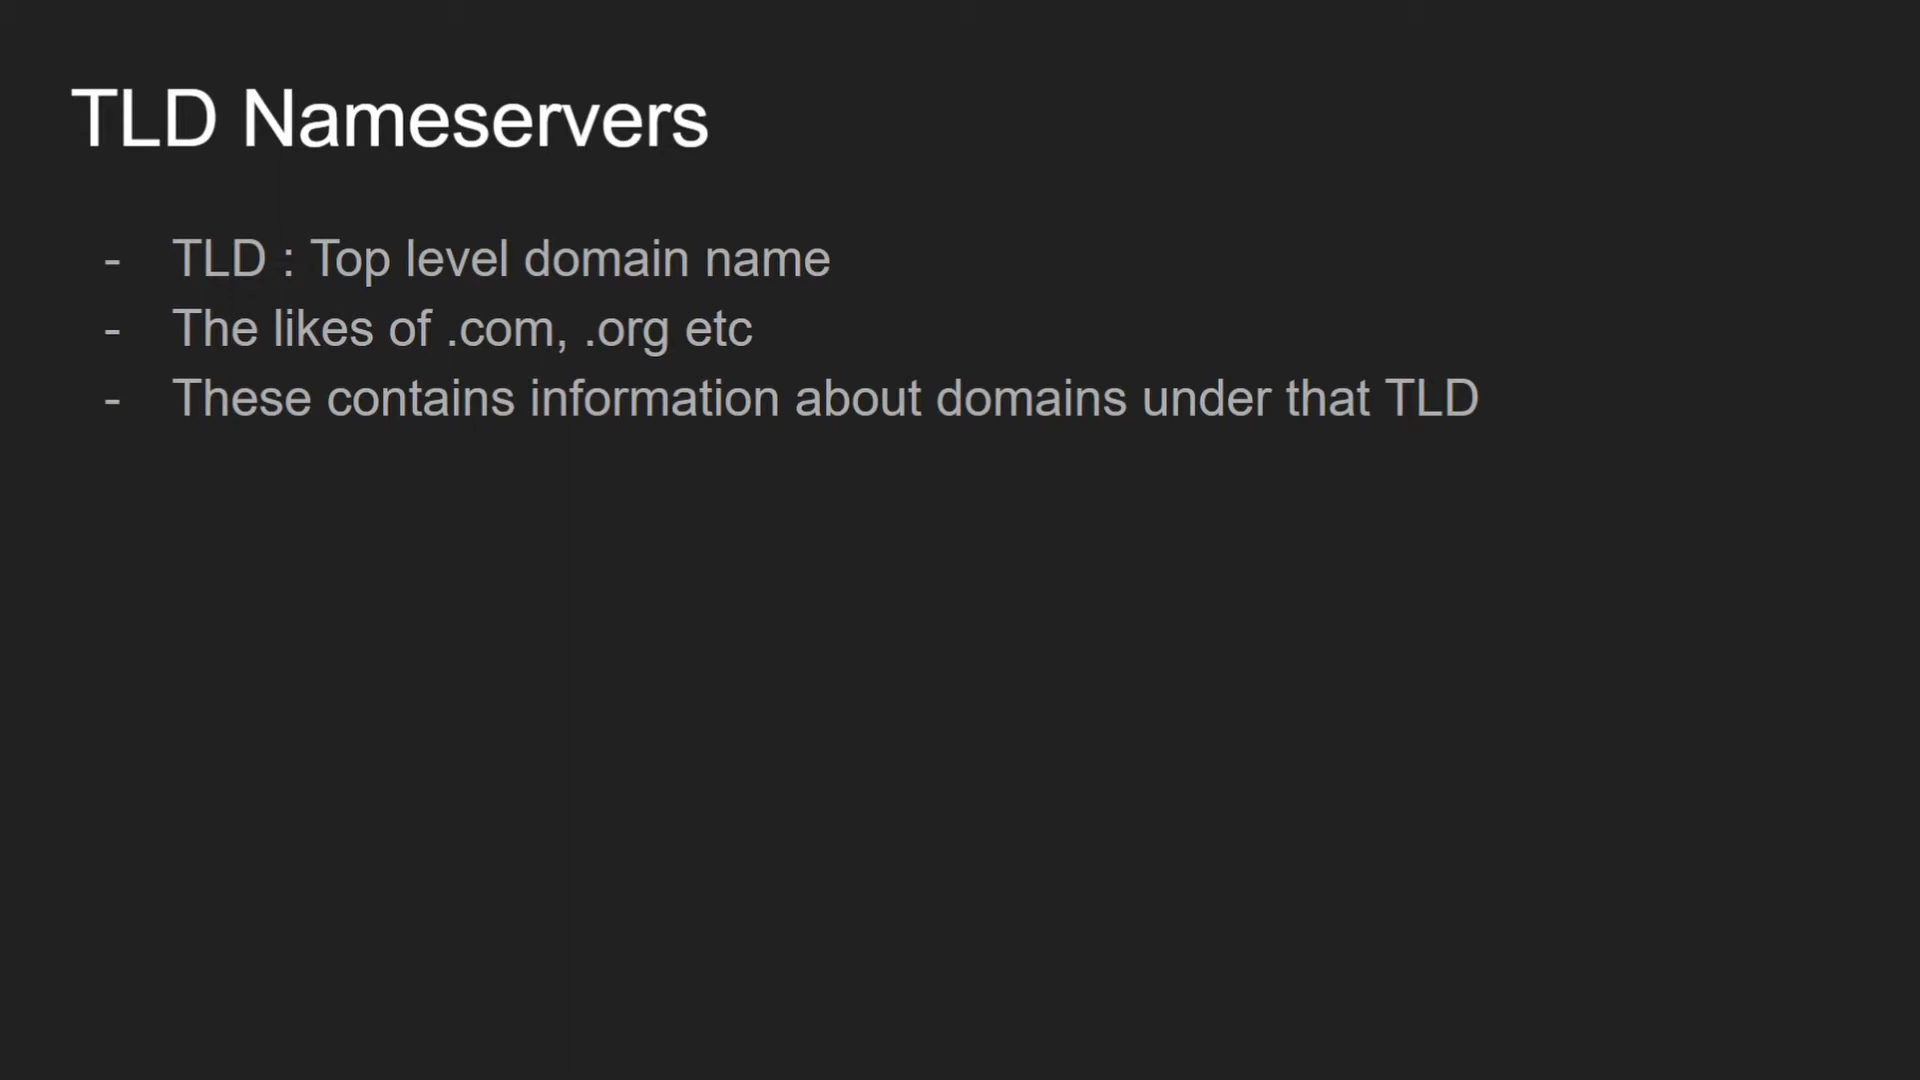 TLD Nameservers
- TLD : Top level domain name
- The likes of .com, .org etc
- These contains information about domains under that TLD